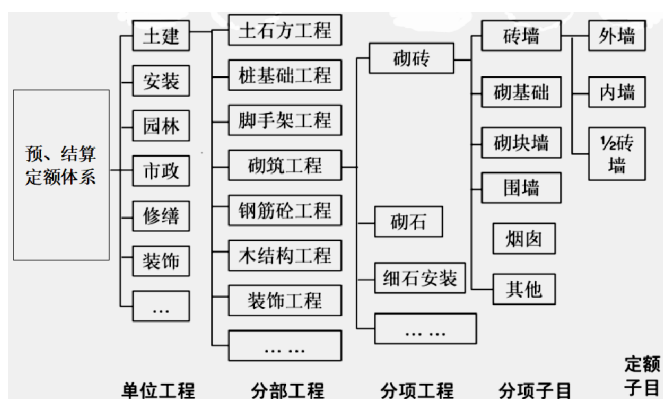 预、结算
定额体系
土建
安装
园林
市政
修缮
装饰
…
单位工程
土石方工程
桩基础工程
脚手架工程
砌筑工程
钢筋砼工程
木结构工程
装饰工程
… …
分部工程
砌砖
砌石
细石安装
… …
分项工程
砖墙
砌基础
砌块墙
围墙
烟囱
其他
分项子目
外墙
内墙
½砖
墙
定额
子目